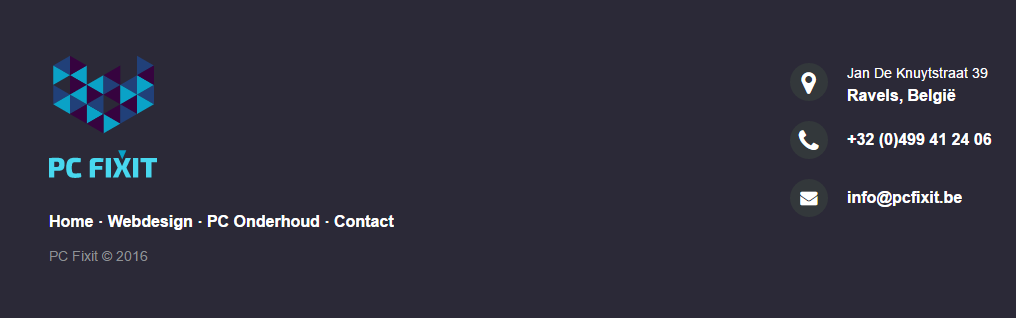 PC FIXIT
Home · Webdesign · PC Onderhoud · Contact
PC Fixit © 2016
Jan De Knuytstraat 39
Ravels, België
+32 (0)499 41 24 06
info@pcfixit.be